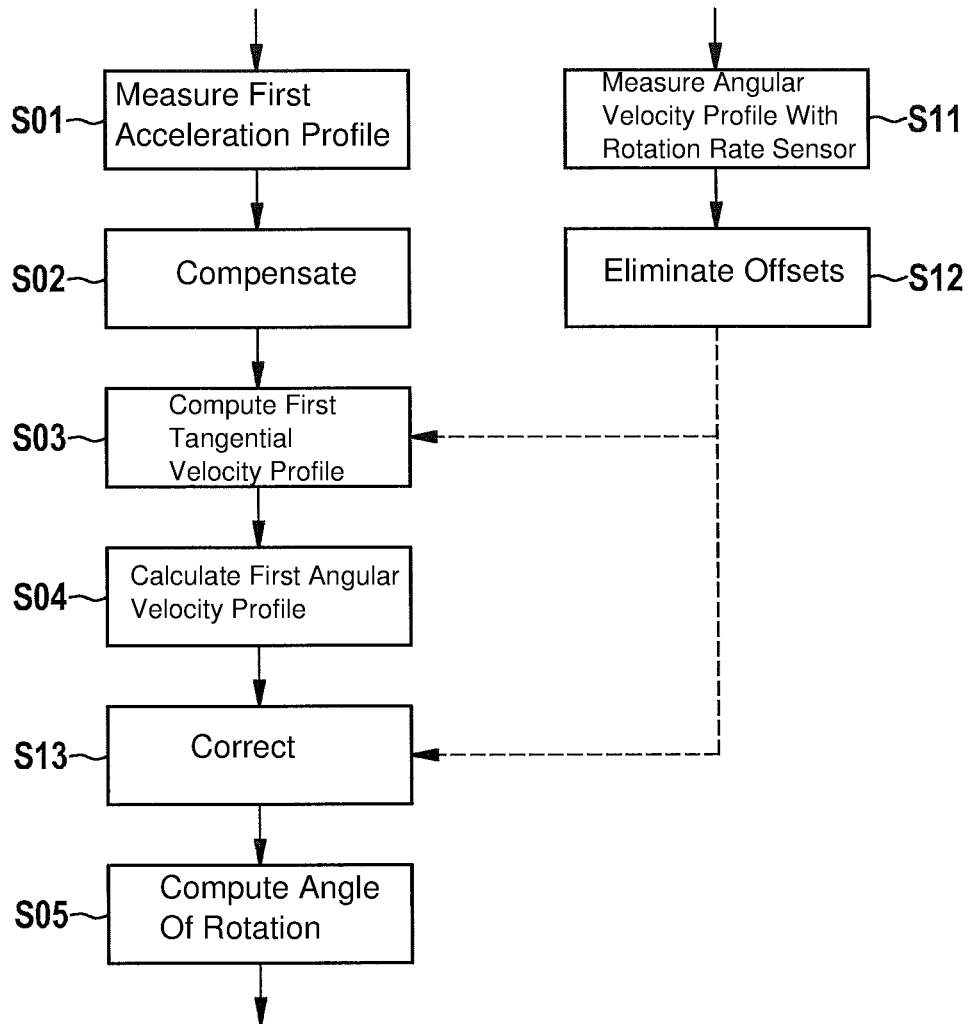 S01
Measure First
Acceleration Profile
Measure Angular
Velocity Profile With
Rotation Rate Sensor
S11
S02
Compensate
Eliminate Offsets
S12
S03
Compute First
Tangential
Velocity Profile
S04
Calculate First Angular
Velocity Profile
S13
Correct
S05
Compute Angle
Of Rotation